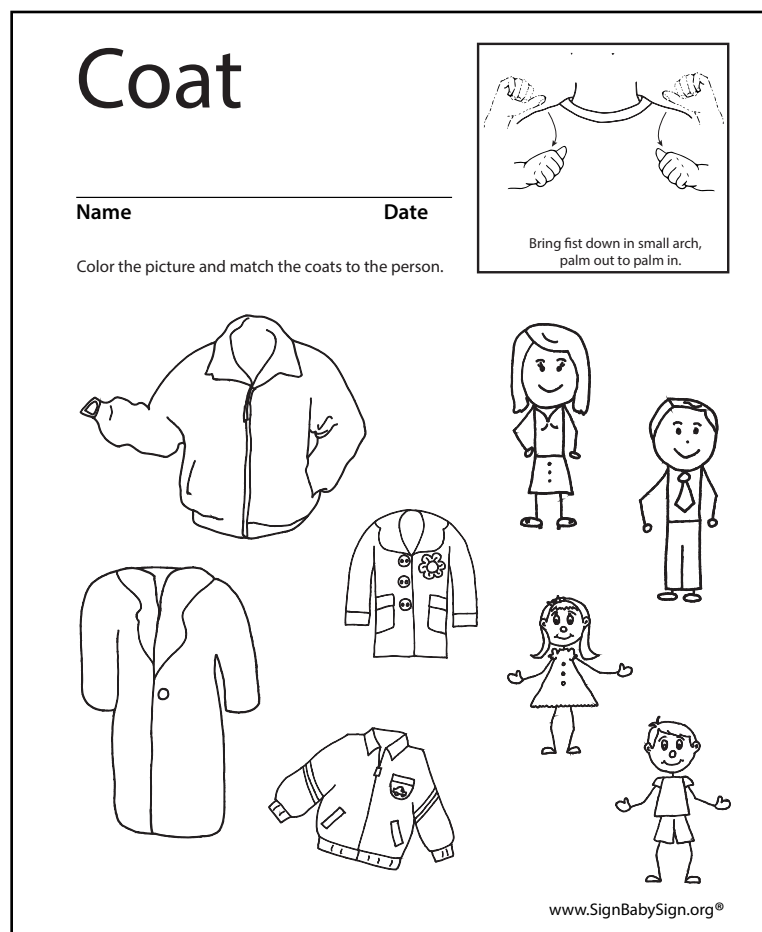 Coat
Name Date
Color the picture and match the coats to the person.
Bring fist down in small arch,
palm out to palm in.
www.SignBabySign.org®